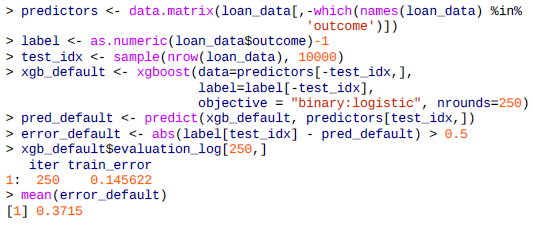 > predictors <- data.matrix(loan_data[,-which(names(loan_data) %in%
                                       'outcome')])
> label <- as.numeric(loan_data$outcome)-1
> test_idx <- sample(nrow(loan_data), 10000)
> xgb_default <- xgboost(data=predictors[-test_idx,],
                         label=label[-test_idx],
                         objective = "binary:logistic", nrounds=250)
> pred_default <- predict(xgb_default, predictors[test_idx,])
> error_default <- abs(label[test_idx] - pred_default) > 0.5
> xgb_default$evaluation_log[250,]
   iter train_error
1:  250    0.145622
> mean(error_default)
[1] 0.3715